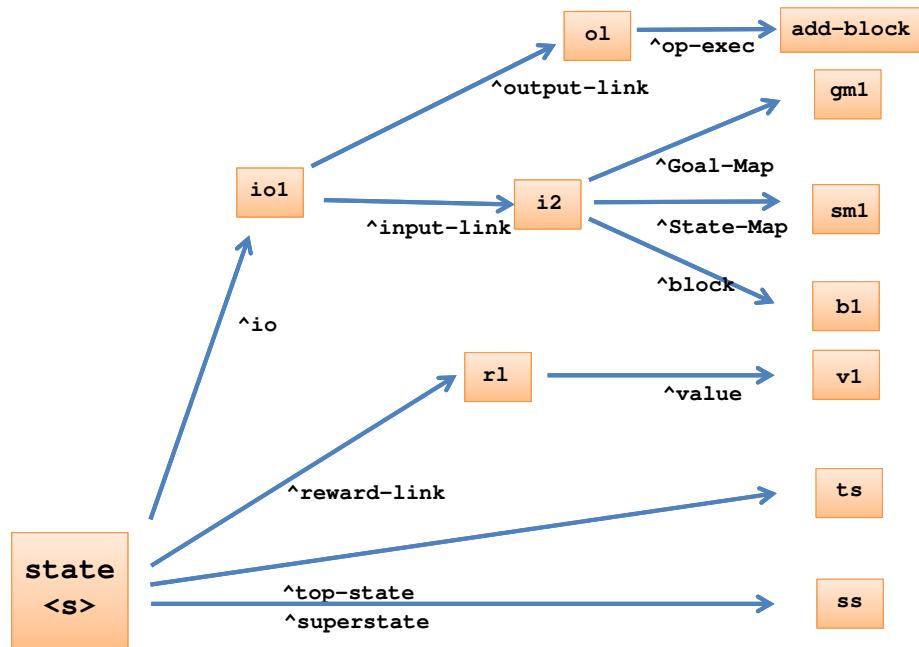 ol
add-block
^op-exec
^output-link
gm1
^Goal-Map
io1
i2
sm1
^input-link
^State-Map
^block
b1
^io
rl
v1
^value
^reward-link
ts
state
<s>
^top-state
ss
^superstate